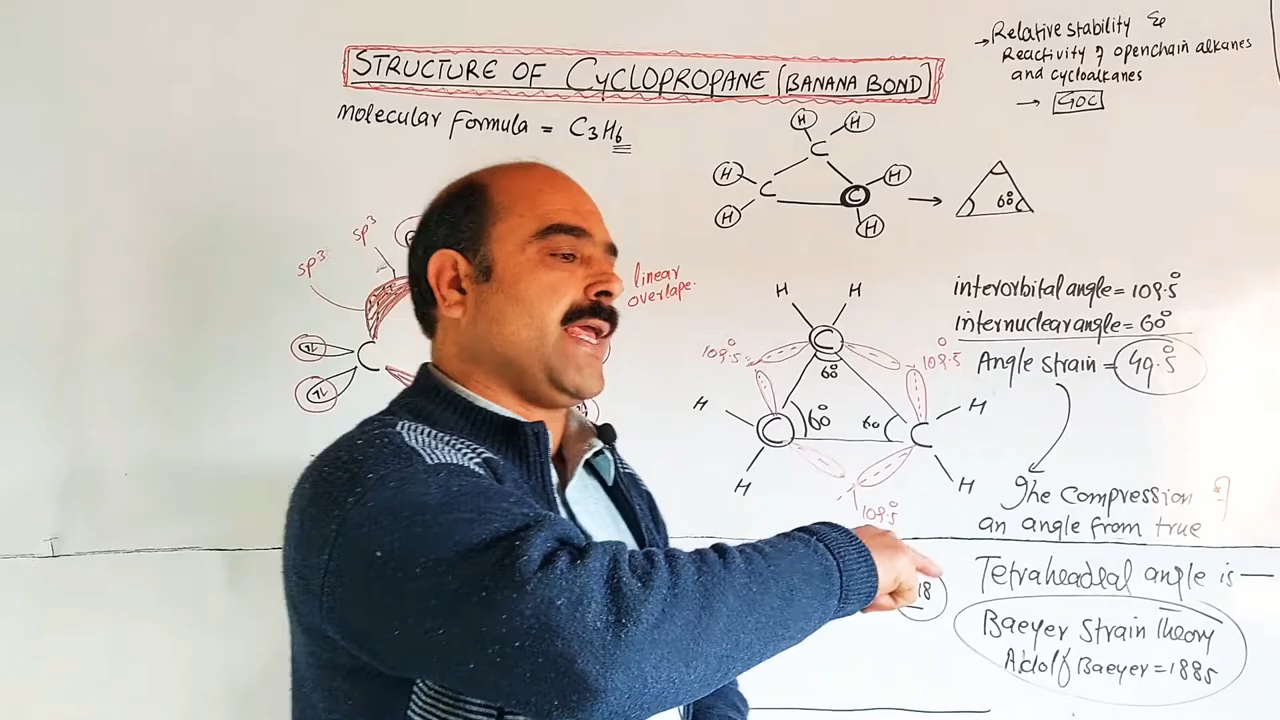 STRUCTURE OF CYCLOPROPANE [BANANA BOND]
→ Relative stability &
Reactivity of openchain alkanes
and cycloalkanes
→ GOC
Molecular Formula = C₃H₆
H H
C
H C C H
H H
→ 60°
sp³
sp³
linear
overlape.
C
H H
109.5° C 109.5°
60°
H C 60° 60 C H
H H
109.5°
interorbital angle = 109.5°
internuclear angle = 60°
Angle strain = 49.5°
The compression of
an angle from true
Tetraheadral angle is —
18
Baeyer Strain Theory
Adolf Baeyer = 1885